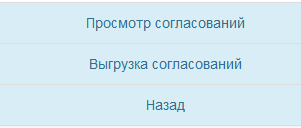 Просмотр согласований
Выгрузка согласований
Назад